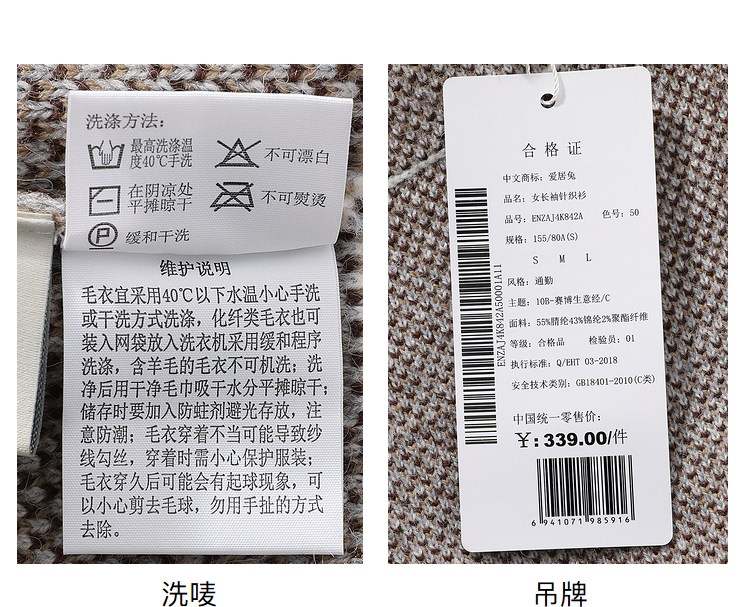 洗涤方法:
最高洗涤温
度40℃手洗
不可漂白
在阴凉处
平摊晾干
不可熨烫
P
缓和干洗
维护说明
毛衣宜采用40℃以下水温小心手洗
或干洗方式洗涤，化纤类毛衣也可
装入网袋放入洗衣机采用缓和程序
洗涤，含羊毛的毛衣不可机洗；洗
净后用干净毛巾吸干水分平摊晾干；
储存时要加入防蛀剂避光存放，注
意防潮；毛衣穿着不当可能导致纱
线勾丝，穿着时需小心保护服装；
毛衣穿久后可能会有起球现象，可
以小心剪去毛球，勿用手扯的方式
去除。
洗唛
合格证
中文商标：爱居兔
品名：女长袖针织衫
品号：ENZAJ4K842A 色号：50
规格：155/80A(S)
S M L
风格：通勤
主题：10B-赛博生意经/C
面料：55%腈纶43%锦纶2%聚酯纤维
等级：合格品 检验员：01
执行标准：Q/EHT 03-2018
安全技术类别：GB18401-2010(C类)
ENZAJ4K842A50001A11
中国统一零售价：
¥:339.00/件
6 941071 985916
吊牌